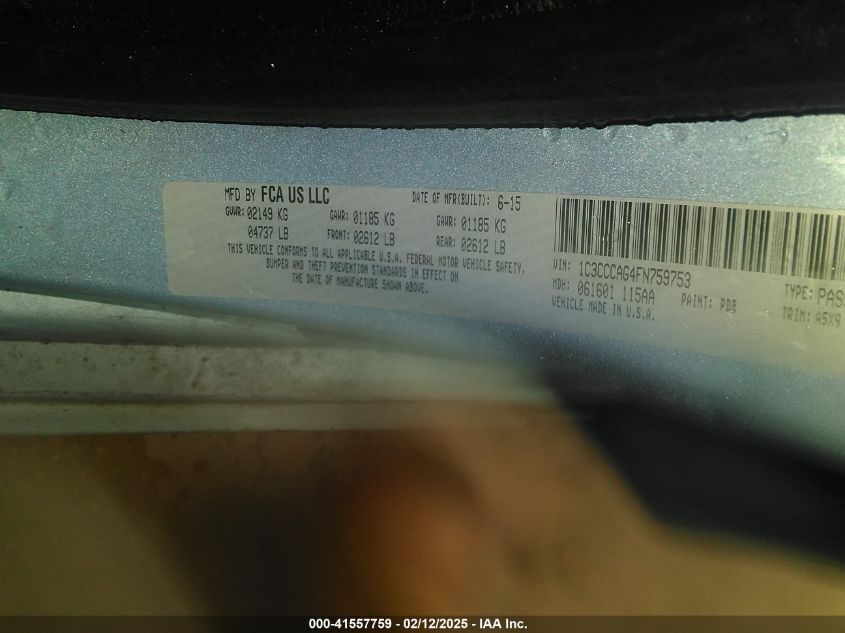 MFD BY FCA US LLC DATE OF MFR(BUILT): 6-15
GVWR: 02149 KG GAWR: 01185 KG GAWR: 01185 KG
04737 LB FRONT: 02612 LB REAR: 02612 LB
THIS VEHICLE CONFORMS TO ALL APPLICABLE U.S.A. FEDERAL MOTOR VEHICLE SAFETY,
BUMPER AND THEFT PREVENTION STANDARDS IN EFFECT ON
THE DATE OF MANUFACTURE SHOWN ABOVE.
VIN: 1C3CCCAG4FN759753 TYPE: PAS
MDH: 061601 115AA PAINT: PDB TRIM: A5X9
VEHICLE MADE IN U.S.A.
000-41557759 - 02/12/2025 - IAA Inc.